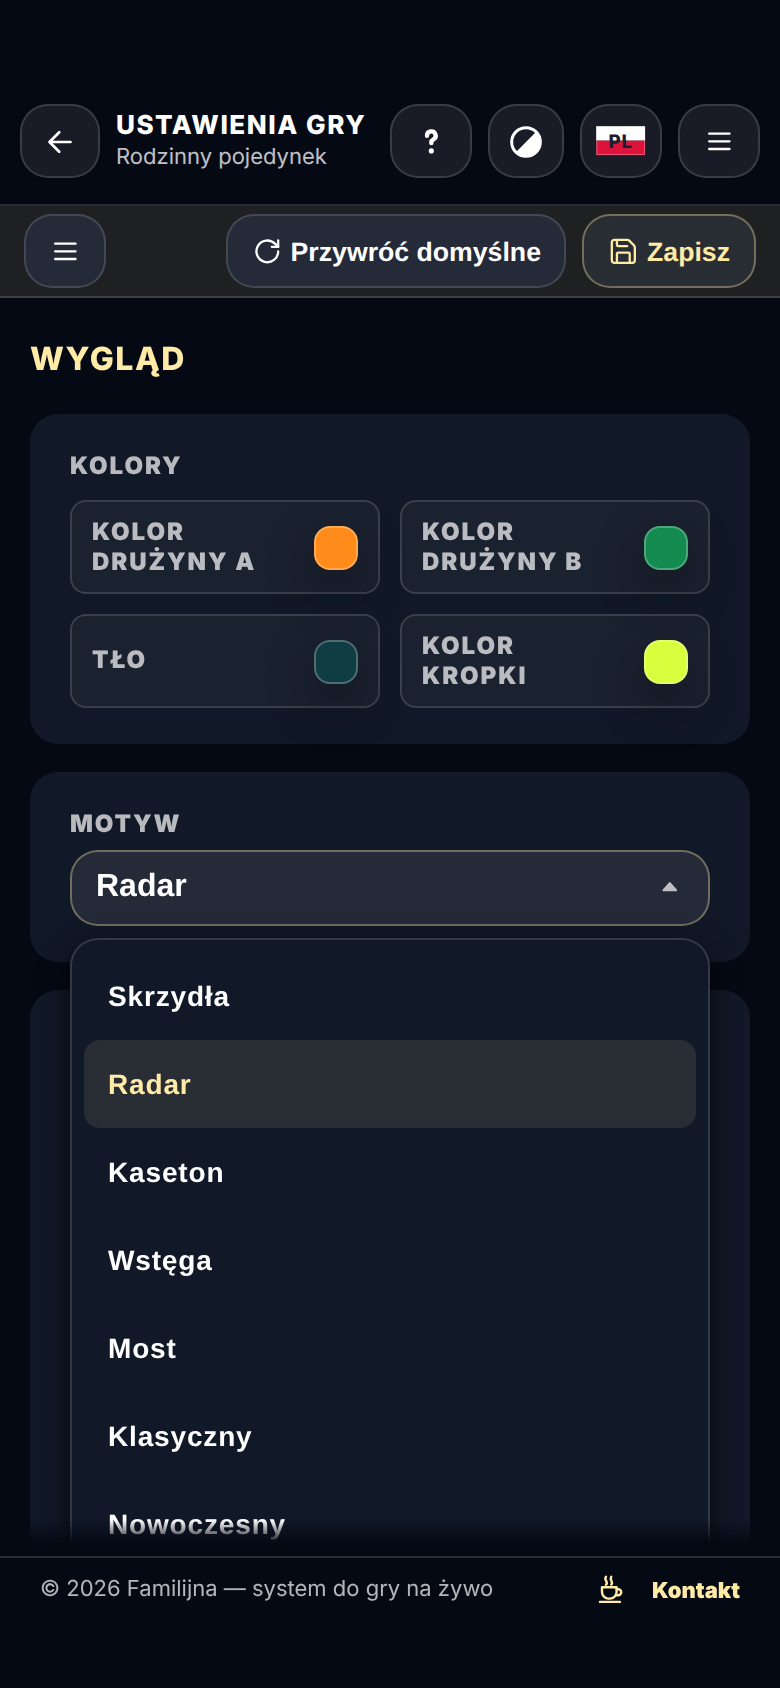 USTAWIENIA GRY
Rodzinny pojedynek
?
PL
Przywróć domyślne
Zapisz
WYGLĄD
KOLORY
KOLOR
DRUŻYNY A
KOLOR
DRUŻYNY B
TŁO
KOLOR
KROPKI
MOTYW
Radar
Skrzydła
Radar
Kaseton
Wstęga
Most
Klasyczny
Nowoczesny
© 2026 Familijna — system do gry na żywo
Kontakt